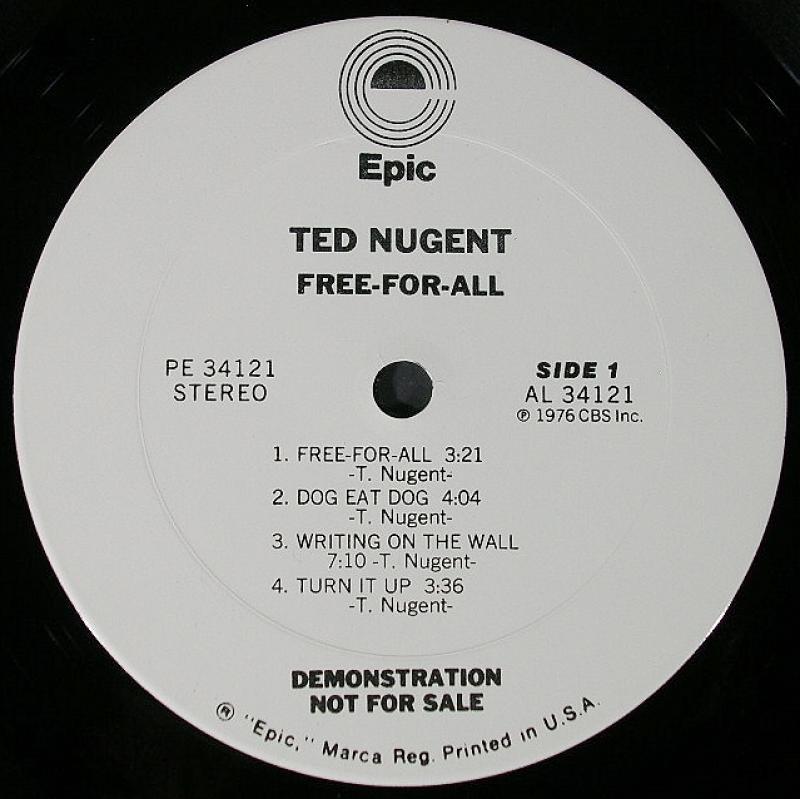 Epic
TED NUGENT
FREE-FOR-ALL
PE 34121
STEREO
SIDE 1
AL 34121
℗ 1976 CBS Inc.
1. FREE-FOR-ALL 3:21
-T. Nugent-
2. DOG EAT DOG 4:04
-T. Nugent-
3. WRITING ON THE WALL
7:10 -T. Nugent-
4. TURN IT UP 3:36
-T. Nugent-
DEMONSTRATION
NOT FOR SALE
® "Epic," Marca Reg. Printed in U.S.A.